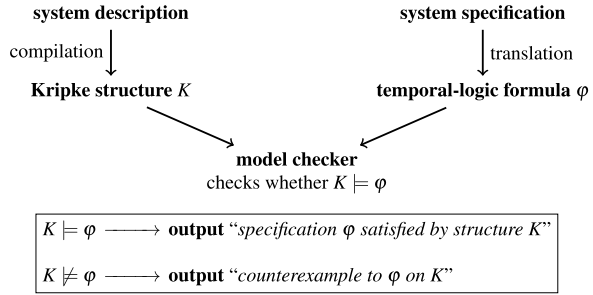 system description
system specification
compilation
translation
Kripke structure K
temporal-logic formula φ
model checker
checks whether K ⊨ φ
K ⊨ φ ⟶ output “specification φ satisfied by structure K”
K ⊭ φ ⟶ output “counterexample to φ on K”